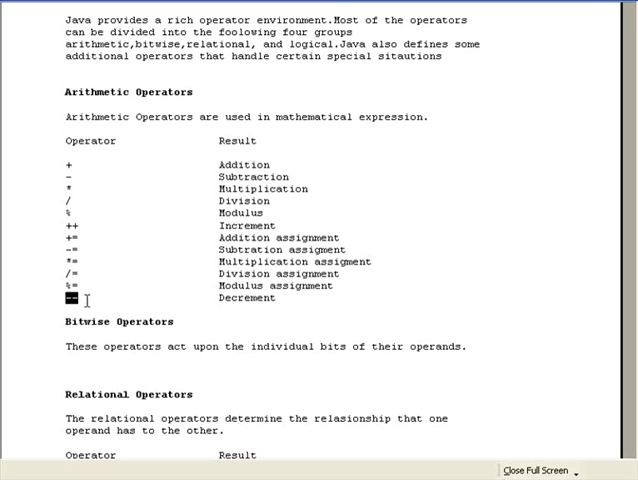 Java provides a rich operator environment.Most of the operators
can be divided into the foolowing four groups
arithmetic,bitwise,relational, and logical.Java also defines some
additional operators that handle certain special sitautions
Arithmetic Operators
Arithmetic Operators are used in mathematical expression.
Operator Result
+ Addition
- Subtraction
* Multiplication
/ Division
% Modulus
++ Increment
+= Addition assignment
-= Subtration assigment
*= Multiplication assigment
/= Division assignment
%= Modulus assignment
-- Decrement
Bitwise Operators
These operators act upon the individual bits of their operands.
Relational Operators
The relational operators determine the relasionship that one
operand has to the other.
Operator Result
Close Full Screen